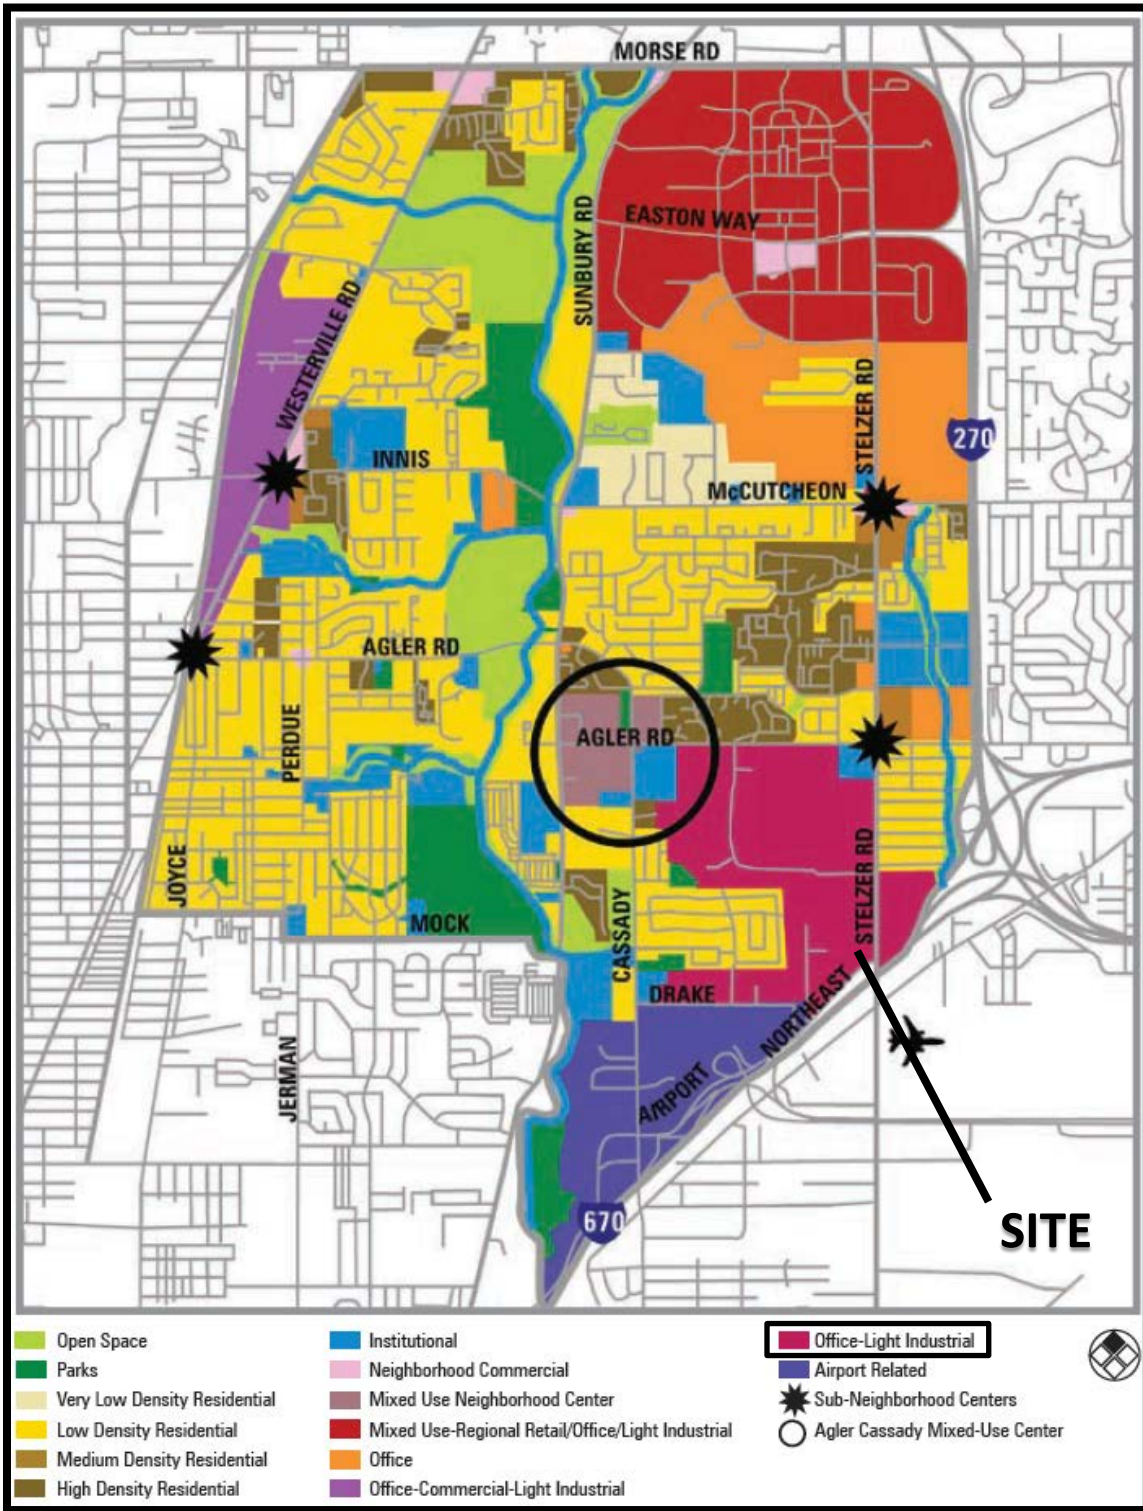 MORSE RD
EASTON WAY
SUNBURY RD
WESTERVILLE RD
STELZER RD
270
INNIS
McCUTCHEON
AGLER RD
AGLER RD
PERDUE
JOYCE
STELZER RD
MOCK
CASSADY
DRAKE
NORTHEAST
JERMAN
AIRPORT
670
SITE
Open Space
Parks
Very Low Density Residential
Low Density Residential
Medium Density Residential
High Density Residential
Institutional
Neighborhood Commercial
Mixed Use Neighborhood Center
Mixed Use-Regional Retail/Office/Light Industrial
Office
Office-Commercial-Light Industrial
Office-Light Industrial
Airport Related
Sub-Neighborhood Centers
Agler Cassady Mixed-Use Center